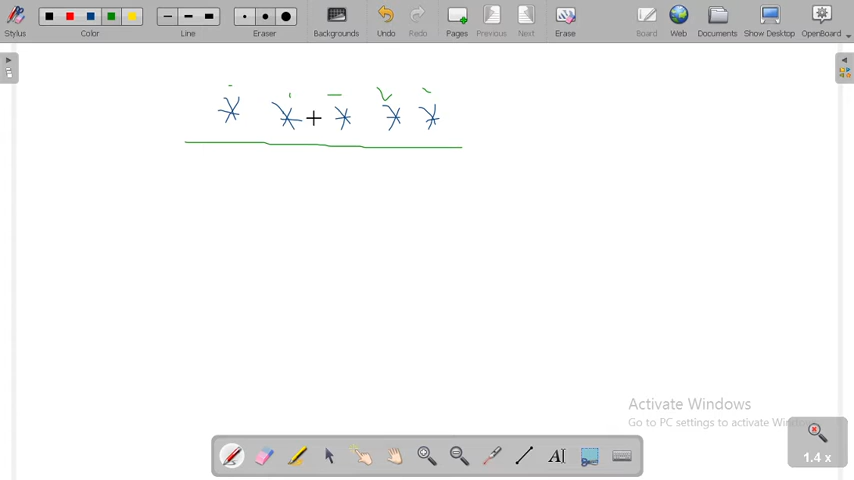 Stylus Color Line Eraser Backgrounds Undo Redo Pages Previous Next Erase Board Web Documents Show Desktop OpenBoard
* * * * *
Activate Windows
Go to PC settings to activate Win
1.4 x